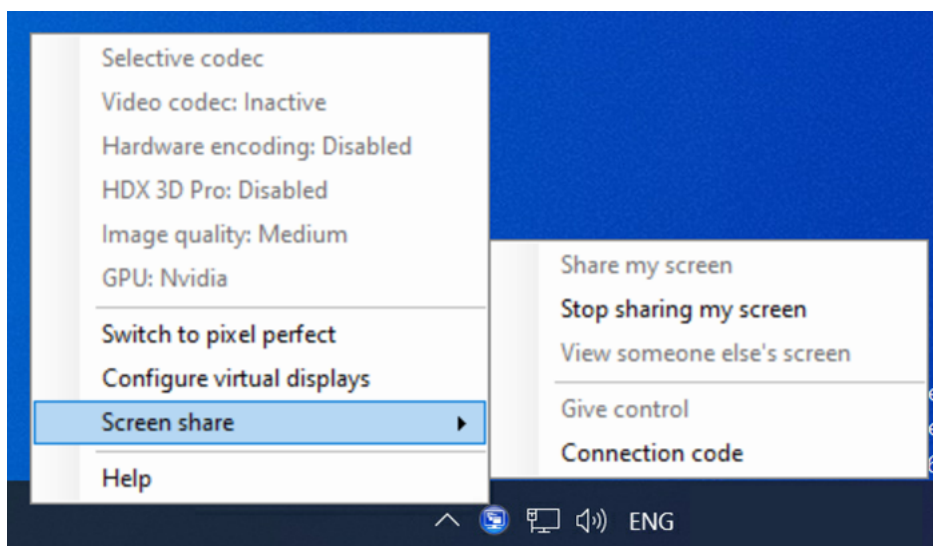 Selective codec
Video codec: Inactive
Hardware encoding: Disabled
HDX 3D Pro: Disabled
Image quality: Medium
GPU: Nvidia
Switch to pixel perfect
Configure virtual displays
Screen share
Help
Share my screen
Stop sharing my screen
View someone else's screen
Give control
Connection code
ENG